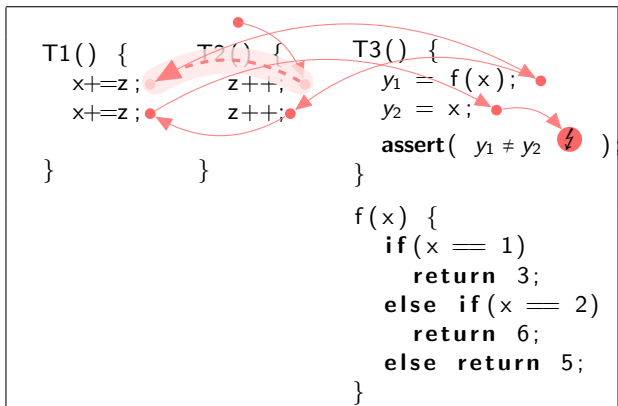 T1() { T2() { T3() {
x+=z; z++; y₁ = f(x);
x+=z; z++; y₂ = x;
assert( y₁ ≠ y₂ );
} } }
f(x) {
if(x == 1)
return 3;
else if(x == 2)
return 6;
else return 5;
}